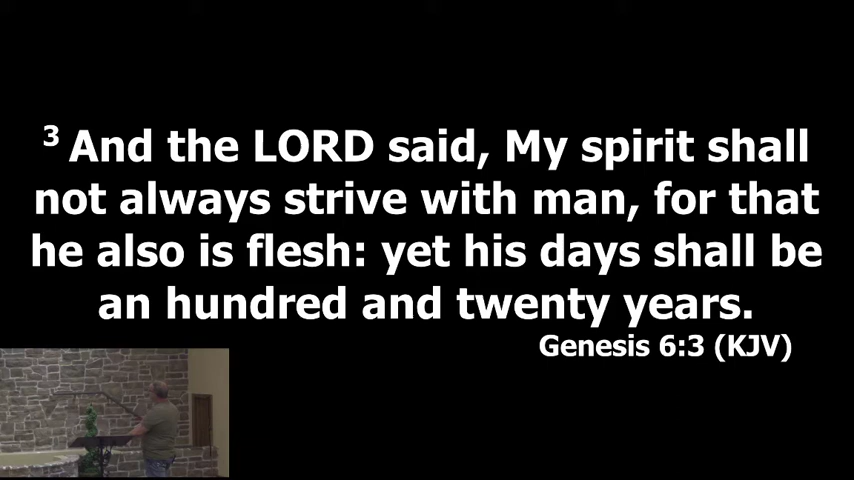 3 And the LORD said, My spirit shall
not always strive with man, for that
he also is flesh: yet his days shall be
an hundred and twenty years.
Genesis 6:3 (KJV)